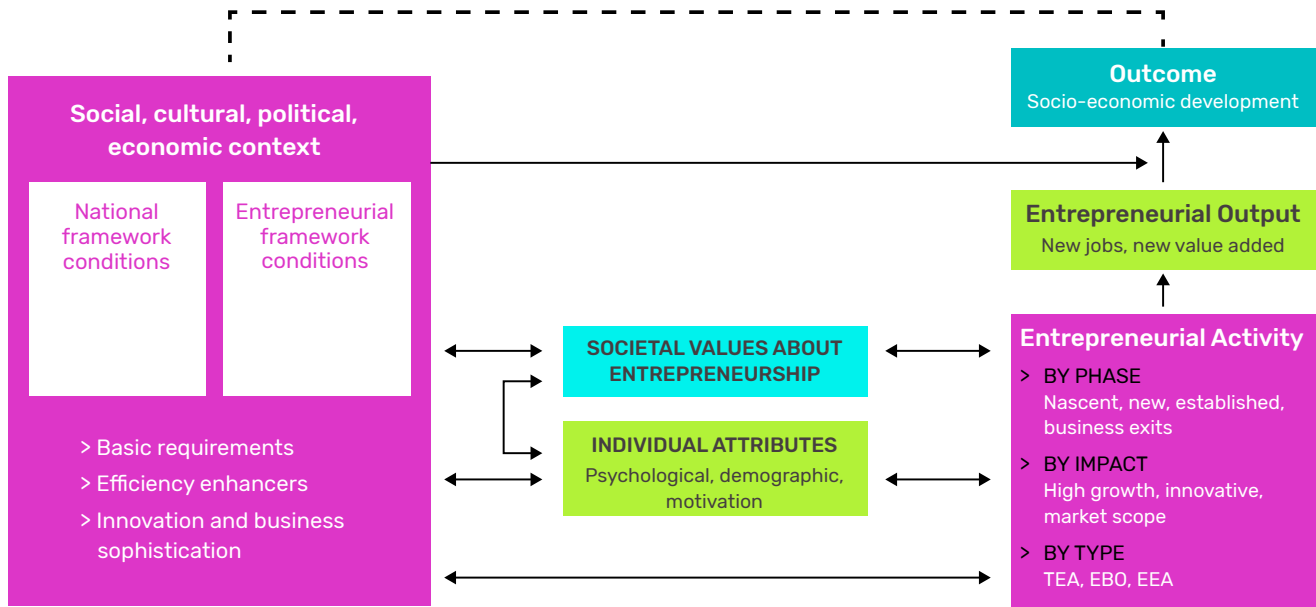 Social, cultural, political,
economic context
National
framework
conditions
Entrepreneurial
framework
conditions
> Basic requirements
> Efficiency enhancers
> Innovation and business
sophistication
SOCIETAL VALUES ABOUT
ENTREPRENEURSHIP
INDIVIDUAL ATTRIBUTES
Psychological, demographic,
motivation
Outcome
Socio-economic development
Entrepreneurial Output
New jobs, new value added
Entrepreneurial Activity
> BY PHASE
Nascent, new, established,
business exits
> BY IMPACT
High growth, innovative,
market scope
> BY TYPE
TEA, EBO, EEA